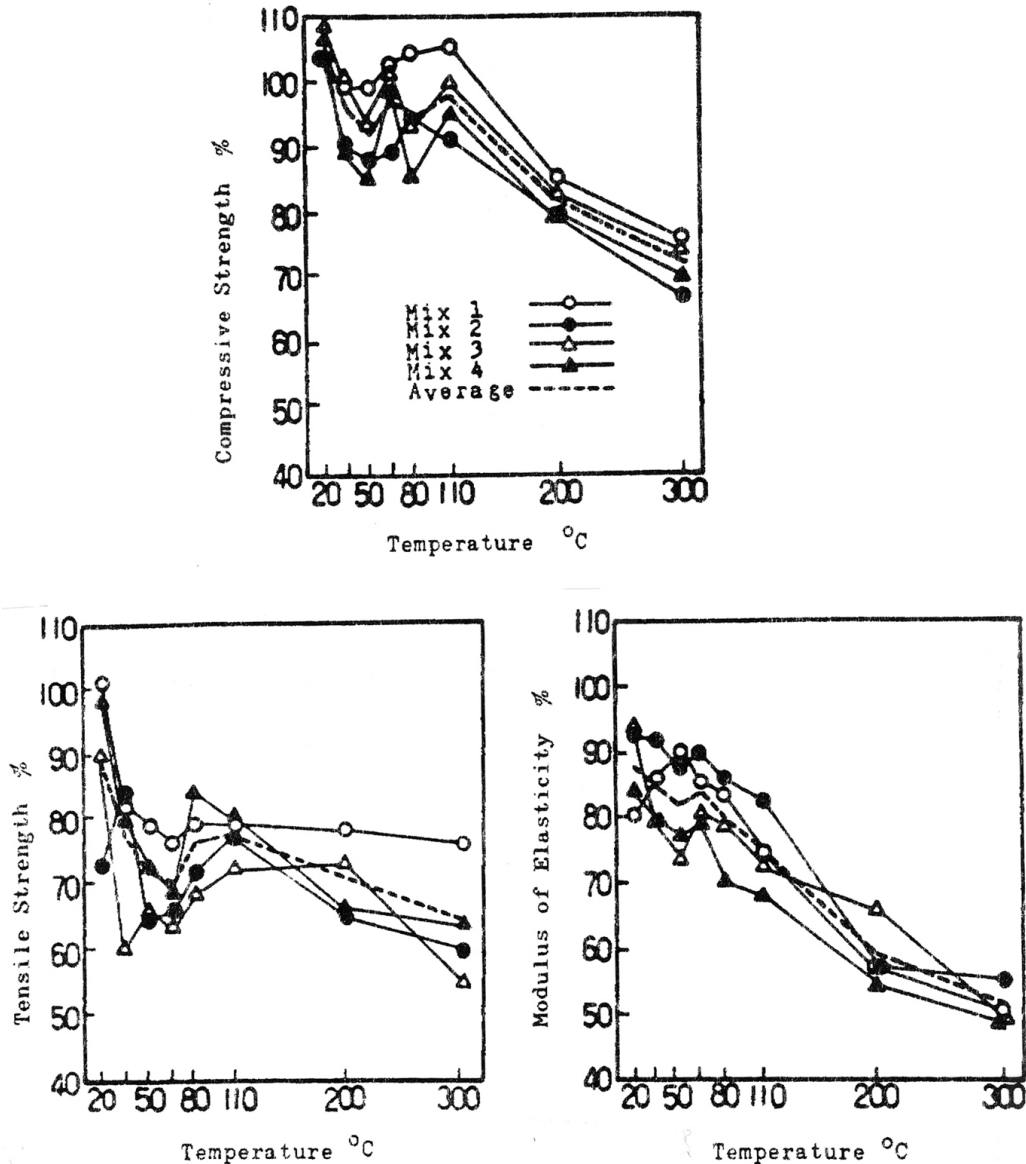 110
100
90
80
70
60
50
40
Compressive Strength %
Mix 1
Mix 2
Mix 3
Mix 4
Average
20 50 80 110 200 300
Temperature °C
110
100
90
80
70
60
50
40
Tensile Strength %
20 50 80 110 200 300
Temperature °C
110
100
90
80
70
60
50
40
Modulus of Elasticity %
20 50 80 110 200 300
Temperature °C